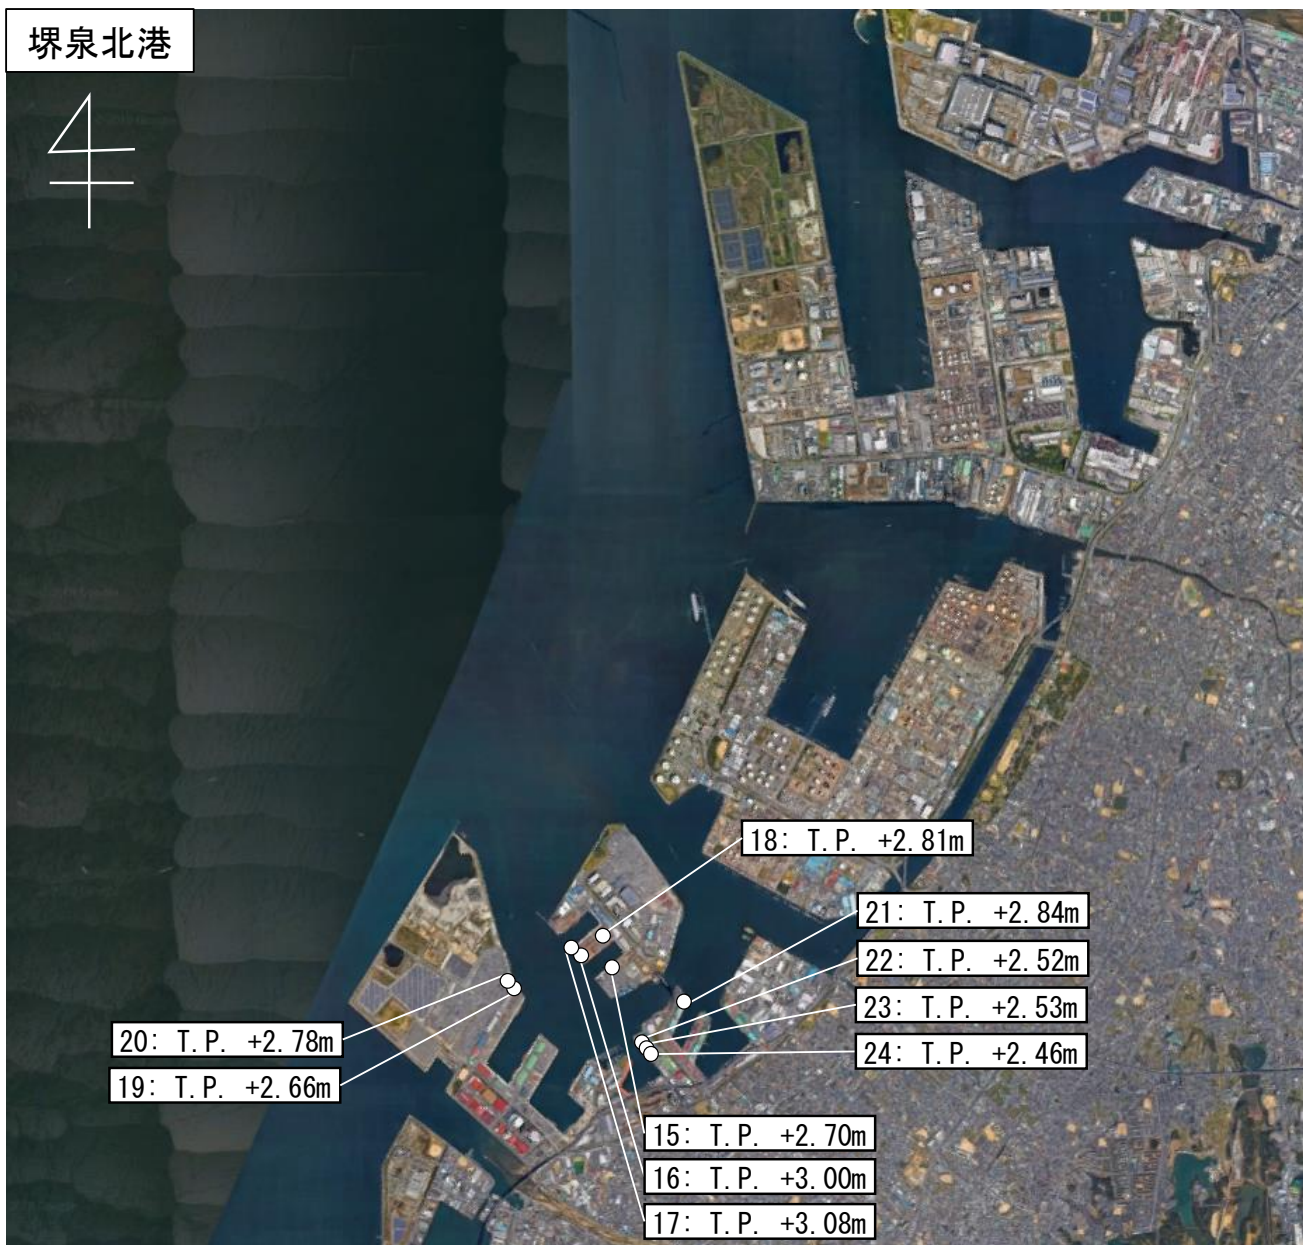 堺泉北港
18: T.P. +2.81m
21: T.P. +2.84m
22: T.P. +2.52m
23: T.P. +2.53m
24: T.P. +2.46m
20: T.P. +2.78m
19: T.P. +2.66m
15: T.P. +2.70m
16: T.P. +3.00m
17: T.P. +3.08m